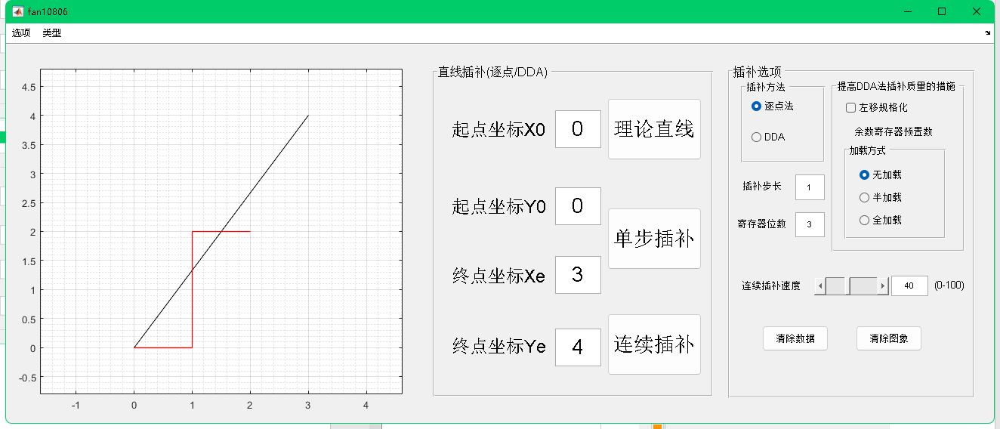 fan10806
选项 类型
4.5
4
3.5
3
2.5
2
1.5
1
0.5
0
-0.5
-1 0 1 2 3 4
直线插补(逐点/DDA)
起点坐标X0 0 理论直线
起点坐标Y0 0
单步插补
终点坐标Xe 3
终点坐标Ye 4 连续插补
插补选项
插补方法
逐点法
DDA
插补步长 1
寄存器位数 3
提高DDA法插补质量的措施
左移规格化
余数寄存器预置数
加载方式
无加载
半加载
全加载
连续插补速度 40 (0-100)
清除数据 清除图象